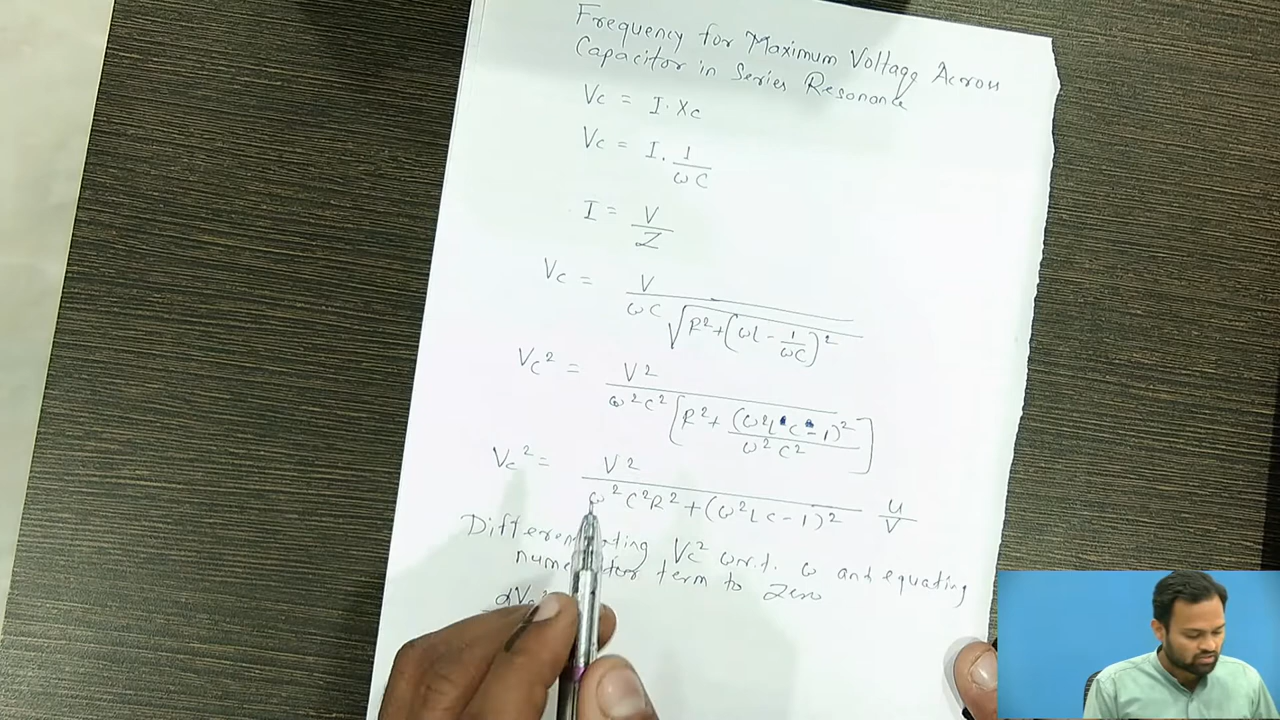 Frequency for Maximum Voltage Across
Capacitor in Series Resonance
Vc = I. Xc
Vc = I. 1/ωC
I = V/Z
Vc = V / ωC √R²+(ωL - 1/ωC)²
Vc² = V² / ω²C² [R²+ (ω²LC-1)²/ω²C²]
Vc² = V² / ω²C²R² + (ω²LC-1)² u/v
Differentiating Vc² w.r.t. ω and equating
numerator term to Zero
dVc²